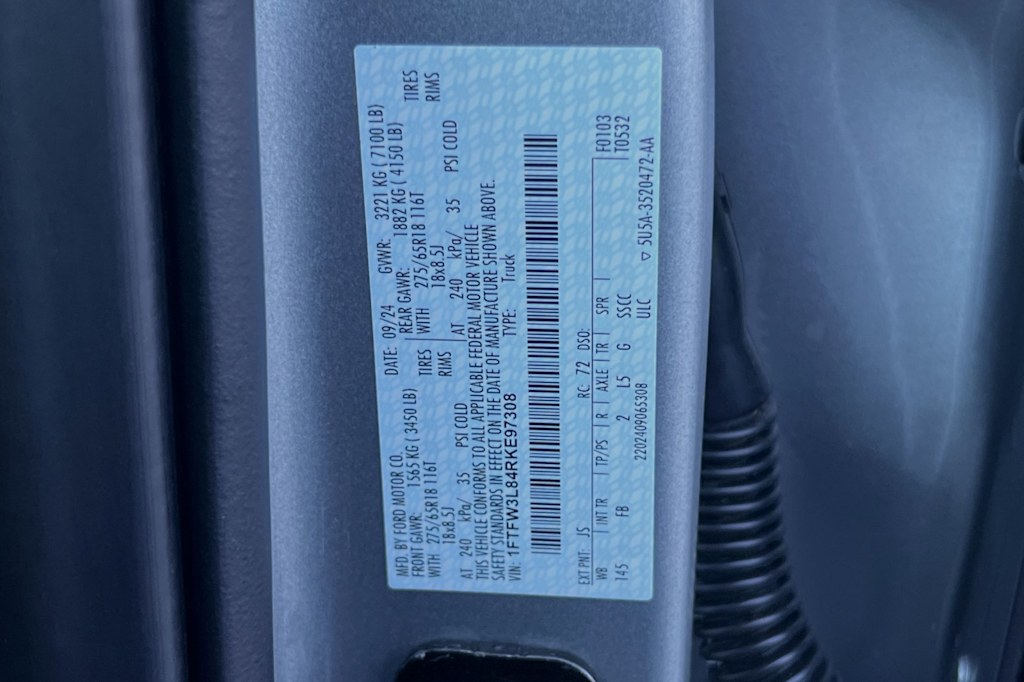 MFD. BY FORD MOTOR CO. DATE: 09/24 GVWR: 3221 KG ( 7100 LB)
FRONT GAWR: 1565 KG ( 3450 LB) REAR GAWR: 1882 KG ( 4150 LB)
WITH 275/65R18 116T TIRES WITH 275/65R18 116T TIRES
18x8.5J RIMS 18x8.5J RIMS
AT 240 kPa/ 35 PSI COLD AT 240 kPa/ 35 PSI COLD
THIS VEHICLE CONFORMS TO ALL APPLICABLE FEDERAL MOTOR VEHICLE
SAFETY STANDARDS IN EFFECT ON THE DATE OF MANUFACTURE SHOWN ABOVE.
VIN: 1FTFW3L84RKE97308 TYPE: Truck
EXT PNT: JS RC: 72 DSO:
WB INT TR TP/PS R AXLE TR SPR F0103
145 FB 2 L5 G SSCC T0532
2202409065308 ULC ▽ 5U5A-3520472-AA